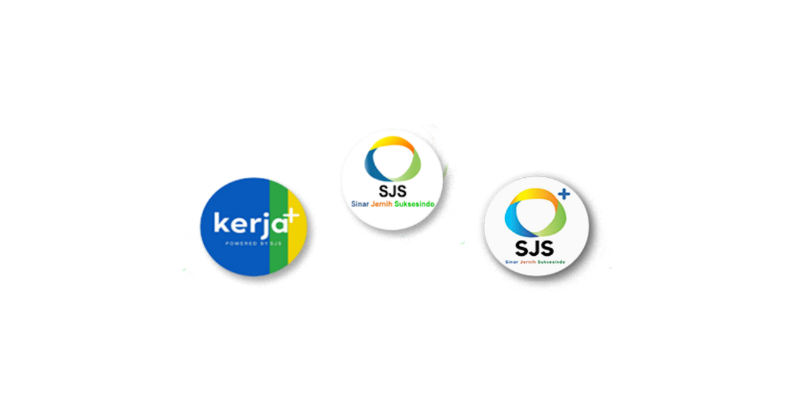 kerja+
POWERED BY SJS
SJS
Sinar Jernih Suksesindo
+
SJS
Sinar Jernih Suksesindo